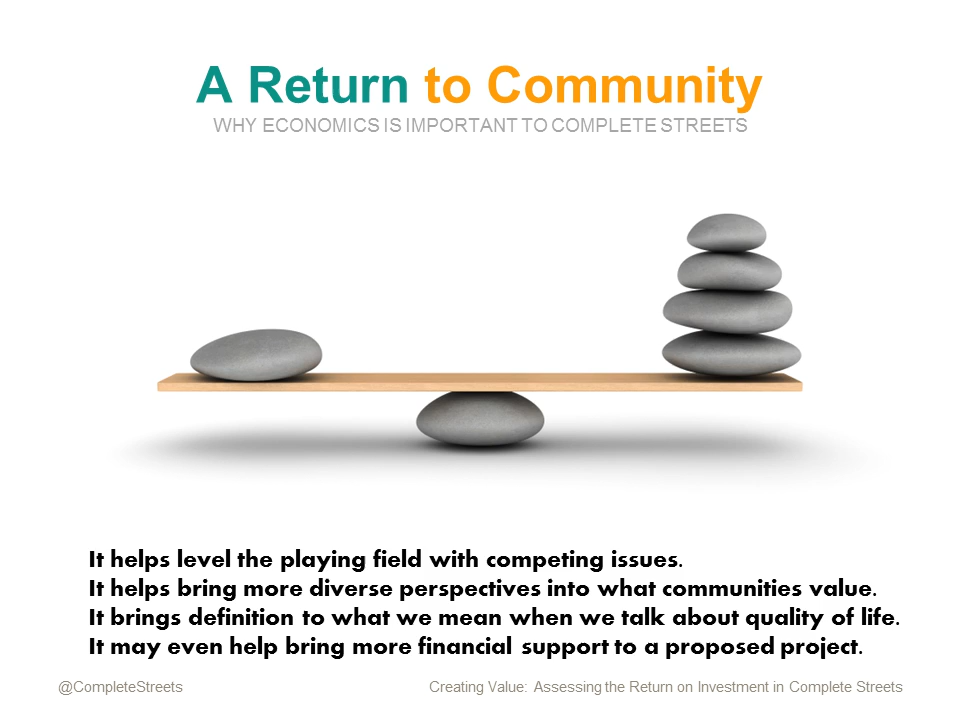 A Return to Community
WHY ECONOMICS IS IMPORTANT TO COMPLETE STREETS
It helps level the playing field with competing issues.
It helps bring more diverse perspectives into what communities value.
It brings definition to what we mean when we talk about quality of life.
It may even help bring more financial support to a proposed project.
@CompleteStreets
Creating Value: Assessing the Return on Investment in Complete Streets